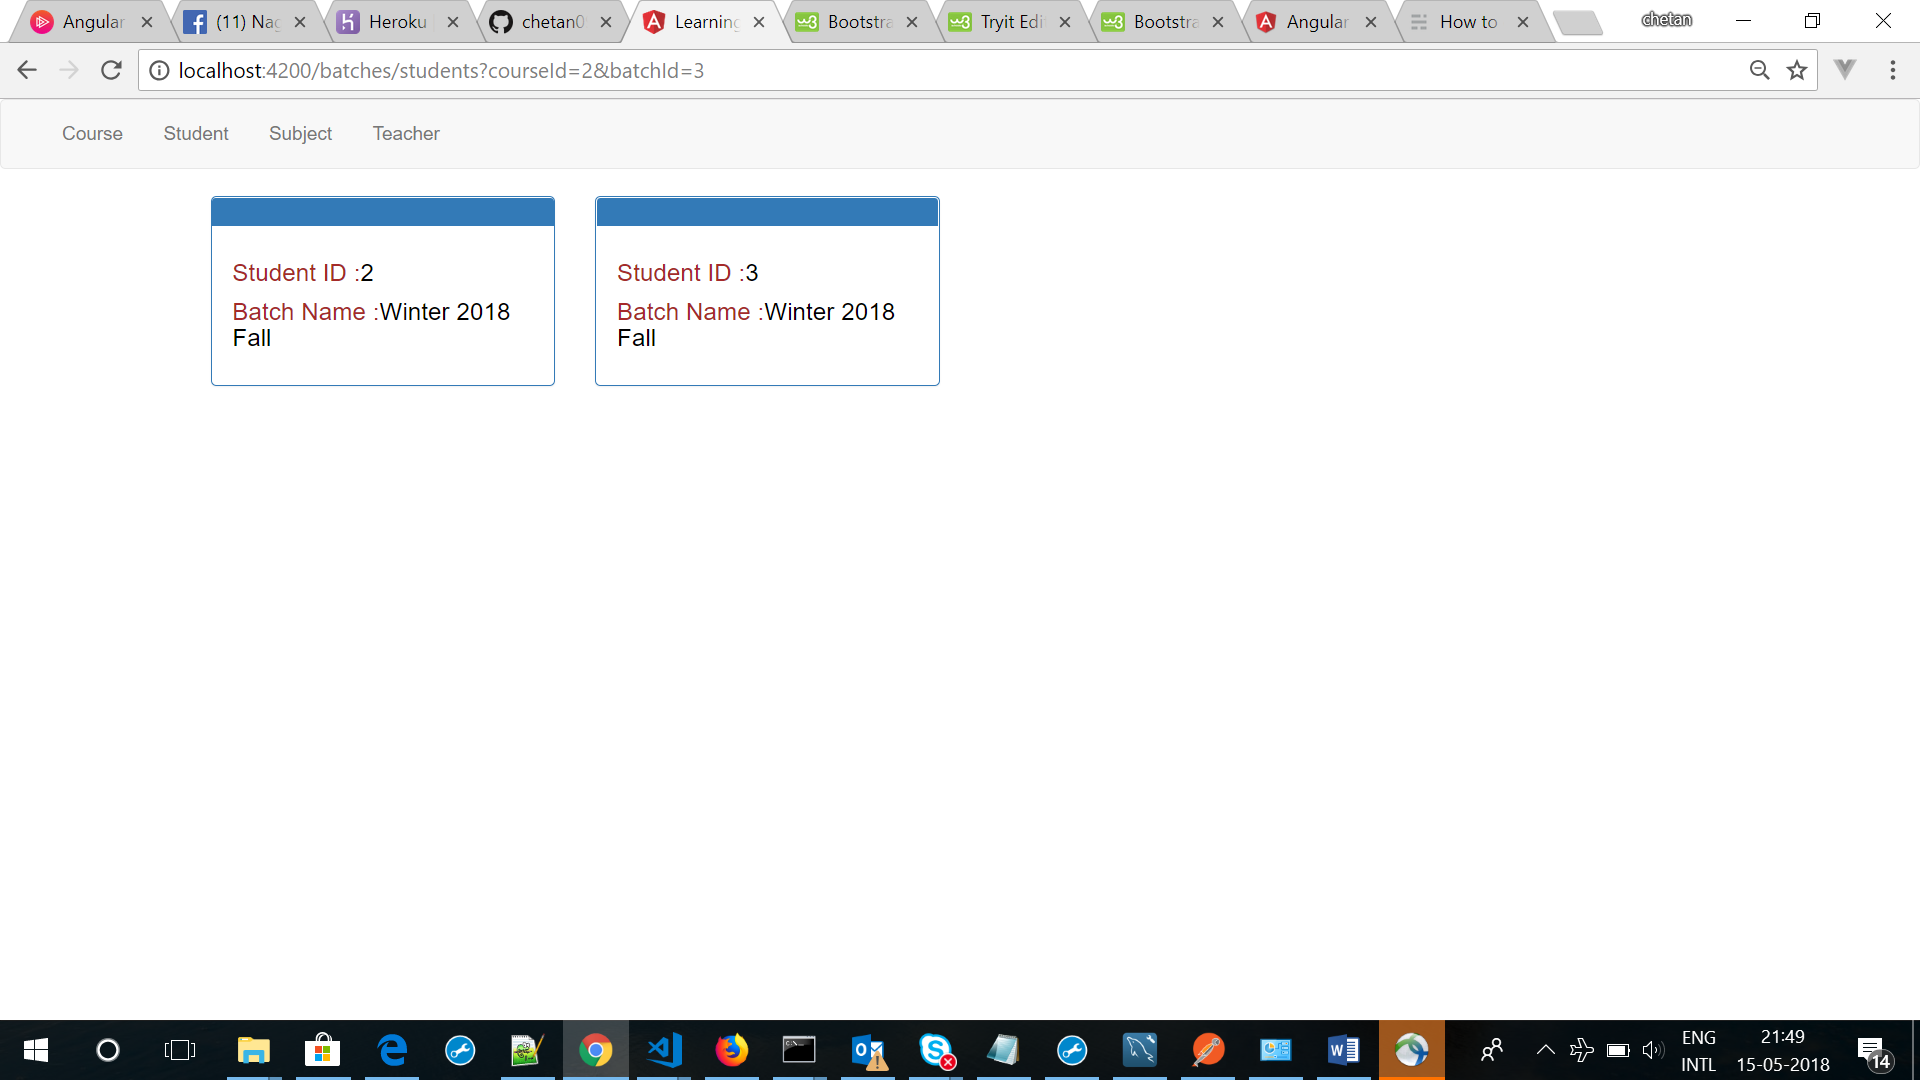 Angular
(11) Nag
Heroku
chetan0
Learning
Bootstra
Tryit Edi
Bootstra
Angular
How to
chetan
localhost:4200/batches/students?courseId=2&batchId=3
Course Student Subject Teacher
Student ID :2
Batch Name :Winter 2018
Fall
Student ID :3
Batch Name :Winter 2018
Fall
ENG
INTL
21:49
15-05-2018
14